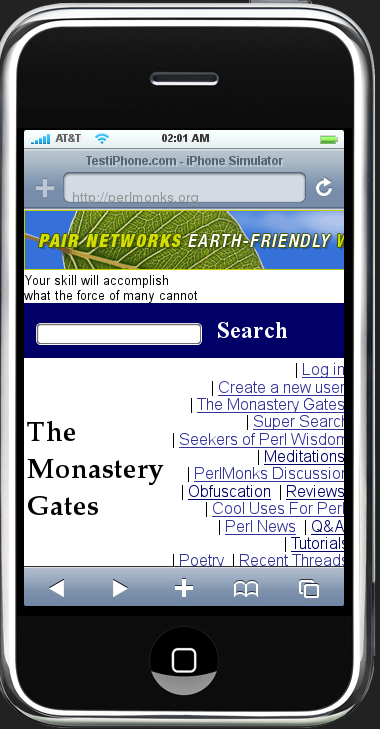 AT&T 02:01 AM
TestiPhone.com - iPhone Simulator
http://perlmonks.org
PAIR NETWORKS EARTH-FRIENDLY
Your skill will accomplish
what the force of many cannot
Search
| Log in
| Create a new user
| The Monastery Gates
| Super Search
| Seekers of Perl Wisdom
| Meditations
| PerlMonks Discussion
| Obfuscation | Reviews
| Cool Uses For Perl
| Perl News | Q&A
| Tutorials
| Poetry | Recent Threads
The
Monastery
Gates